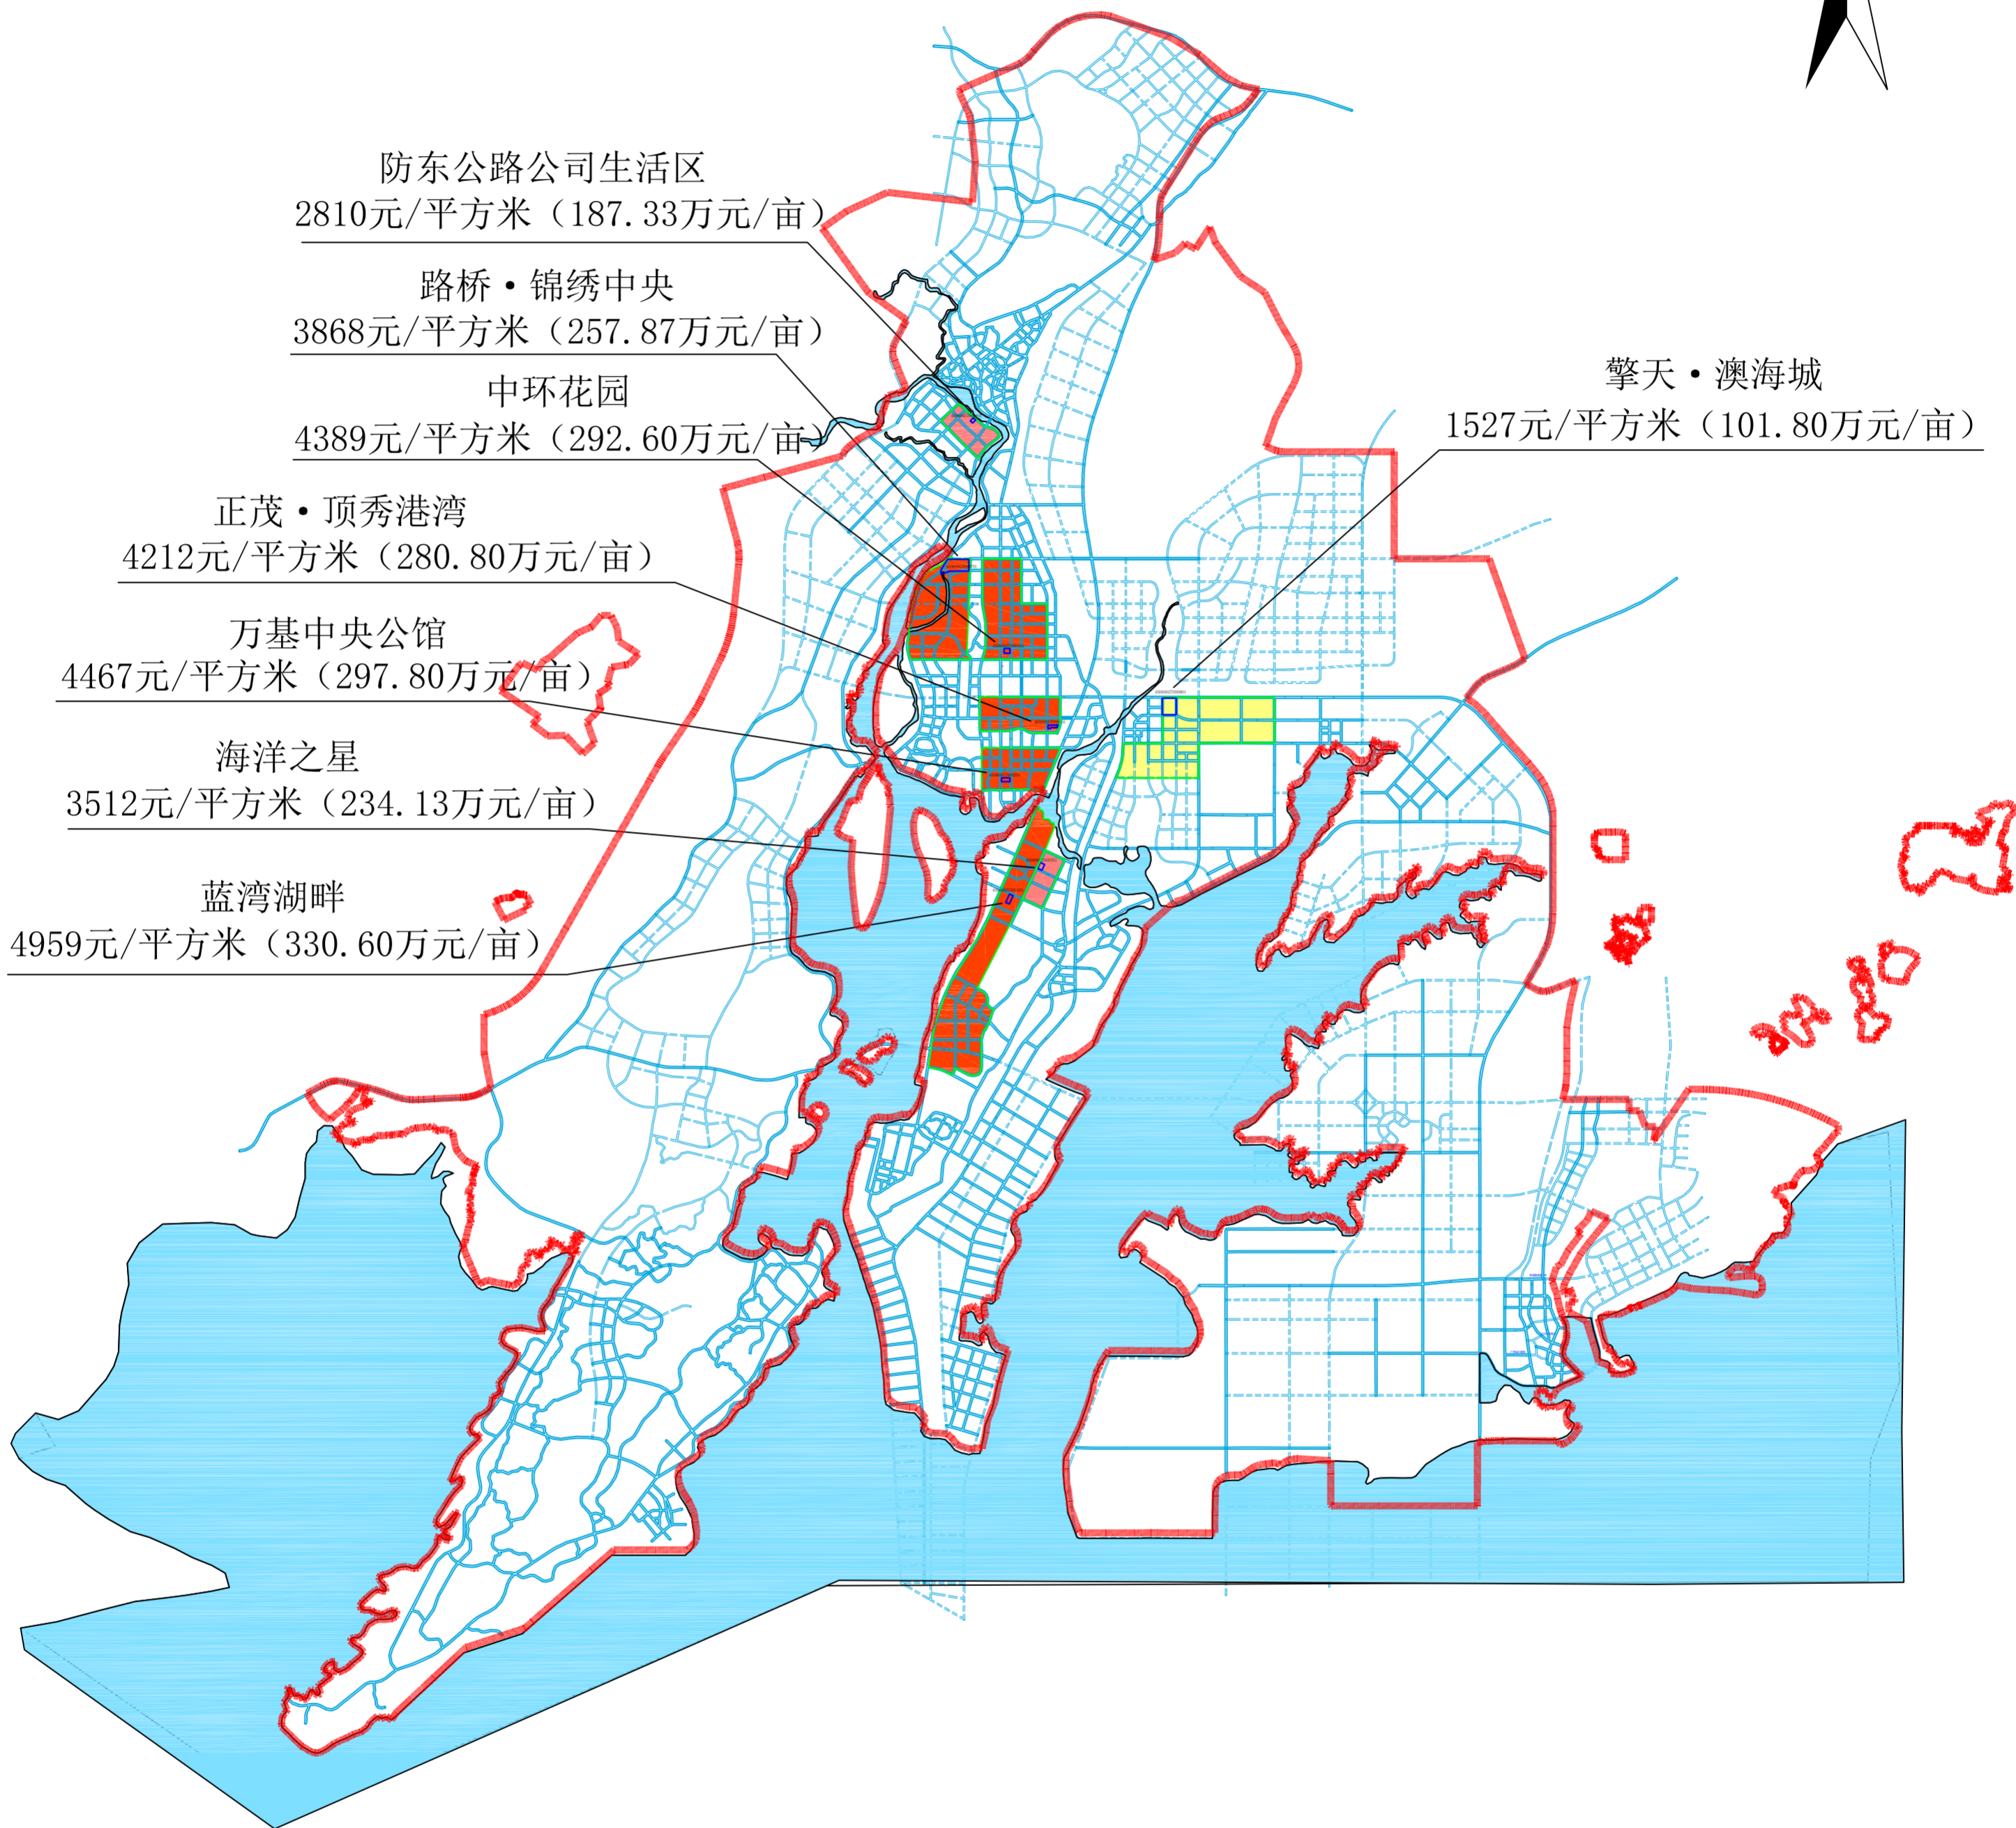 防东公路公司生活区
2810元/平方米（187.33万元/亩）
路桥·锦绣中央
3868元/平方米（257.87万元/亩）
中环花园
4389元/平方米（292.60万元/亩）
正茂·顶秀港湾
4212元/平方米（280.80万元/亩）
万基中央公馆
4467元/平方米（297.80万元/亩）
海洋之星
3512元/平方米（234.13万元/亩）
蓝湾湖畔
4959元/平方米（330.60万元/亩）
擎天·澳海城
1527元/平方米（101.80万元/亩）